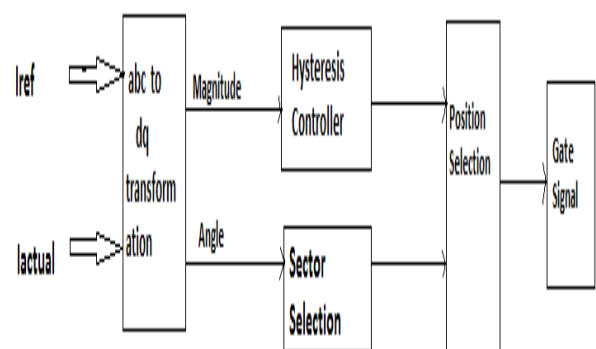 Iref
Iactual
abc to
dq
transform
ation
Magnitude
Angle
Hysteresis
Controller
Sector
Selection
Position
Selection
Gate
Signal